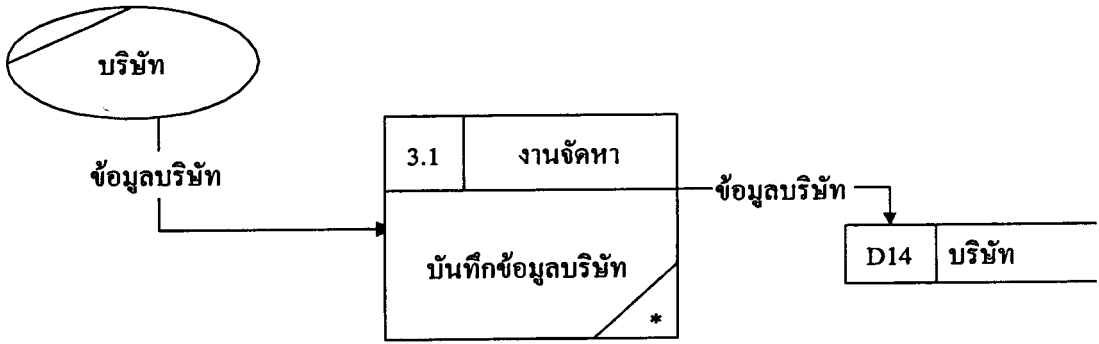 บริษัท
ข้อมูลบริษัท
3.1 งานจัดหา
บันทึกข้อมูลบริษัท
*
ข้อมูลบริษัท
D14 บริษัท